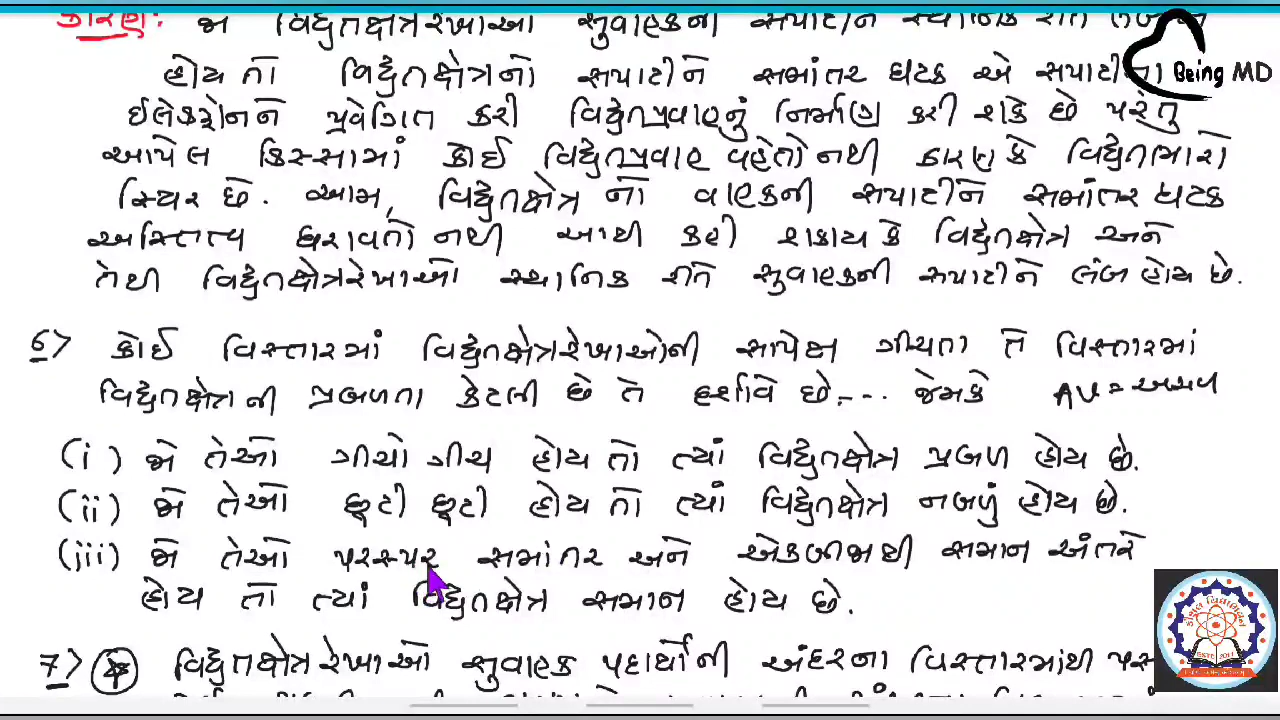 કારણ: જો વિદ્યુતક્ષેત્રરેખાઓ સુવાહકની સપાટીને સ્થાનિક રીતે લંબ ન
હોય તો વિદ્યુતક્ષેત્રનો સપાટીને સમાંતર ઘટક એ સપાટીના
Being MD
ઈલેક્ટ્રોનને પ્રવેગિત કરી વિદ્યુતપ્રવાહનું નિર્માણ કરી શકે છે પરંતુ
આપેલ કિસ્સામાં કોઈ વિદ્યુતપ્રવાહ વહેતો નથી કારણ કે વિદ્યુતભારો
સ્થિર છે. આમ, વિદ્યુતક્ષેત્ર નો વાહકની સપાટીને સમાંતર ઘટક
અસ્તિત્વ ધરાવતો નથી આથી કહી શકાય કે વિદ્યુતક્ષેત્ર અને
તેથી વિદ્યુતક્ષેત્રરેખાઓ સ્થાનિક રીતે સુવાહકની સપાટીને લંબ હોય છે.
6> કોઈ વિસ્તારમાં વિદ્યુતક્ષેત્રરેખાઓની સાપેક્ષ ગીચતા તે વિસ્તારમાં
વિદ્યુતક્ષેત્રની પ્રબળતા કેટલી છે તે દર્શાવે છે.... જેમકે
(i) જો તેઓ ગીચો ગીચ હોય તો ત્યાં વિદ્યુતક્ષેત્ર પ્રબળ હોય છે.
(ii) જો તેઓ છૂટી છૂટી હોય તો ત્યાં વિદ્યુતક્ષેત્ર નબળું હોય છે.
(iii) જો તેઓ પરસ્પર સમાંતર અને એકબીજાથી સમાન અંતરે
હોય તો ત્યાં વિદ્યુતક્ષેત્ર સમાન હોય છે.
7> વિદ્યુતક્ષેત્રરેખાઓ સુવાહક પદાર્થોની અંદરના વિસ્તારમાંથી